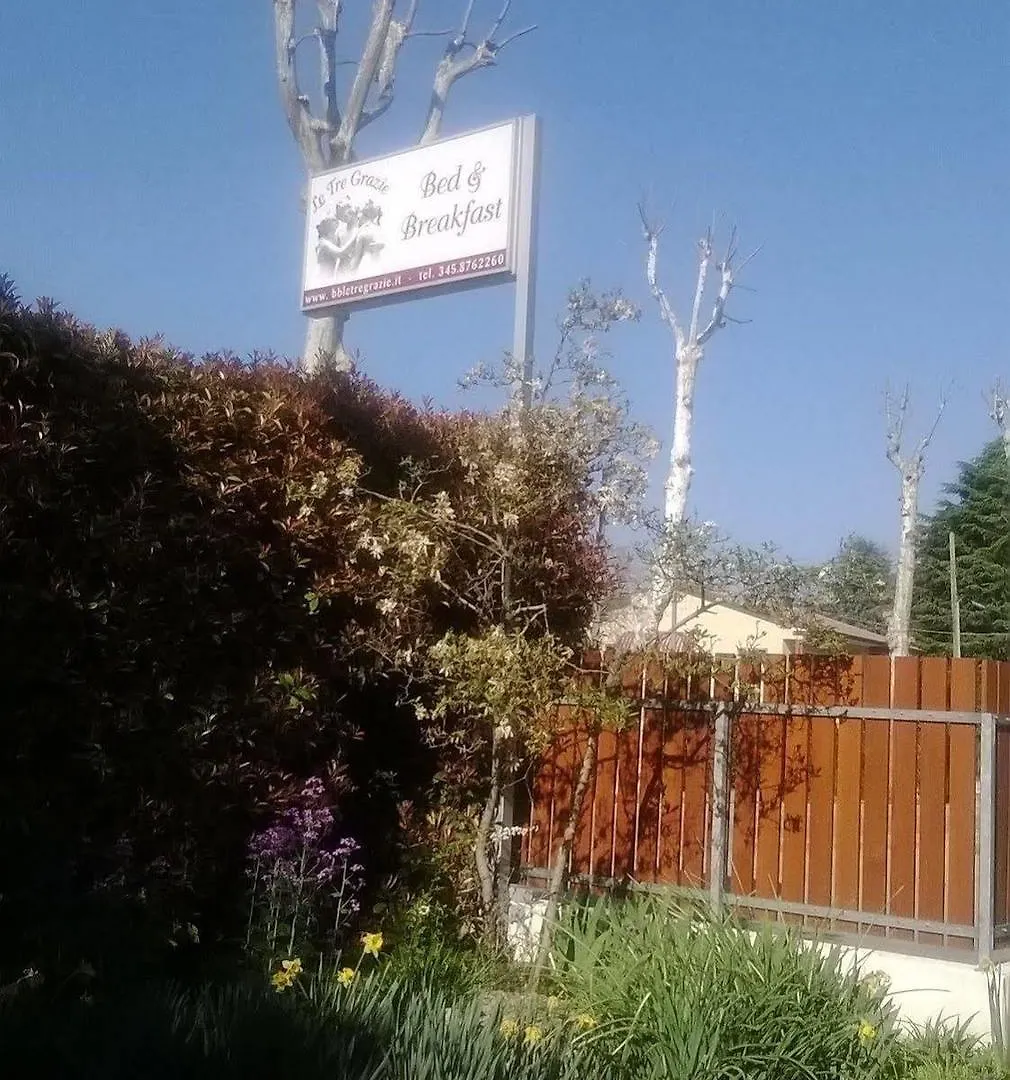 Le Tre Grazie
Bed &
Breakfast
www. bbletregrazie.it - tel. 345.8762260